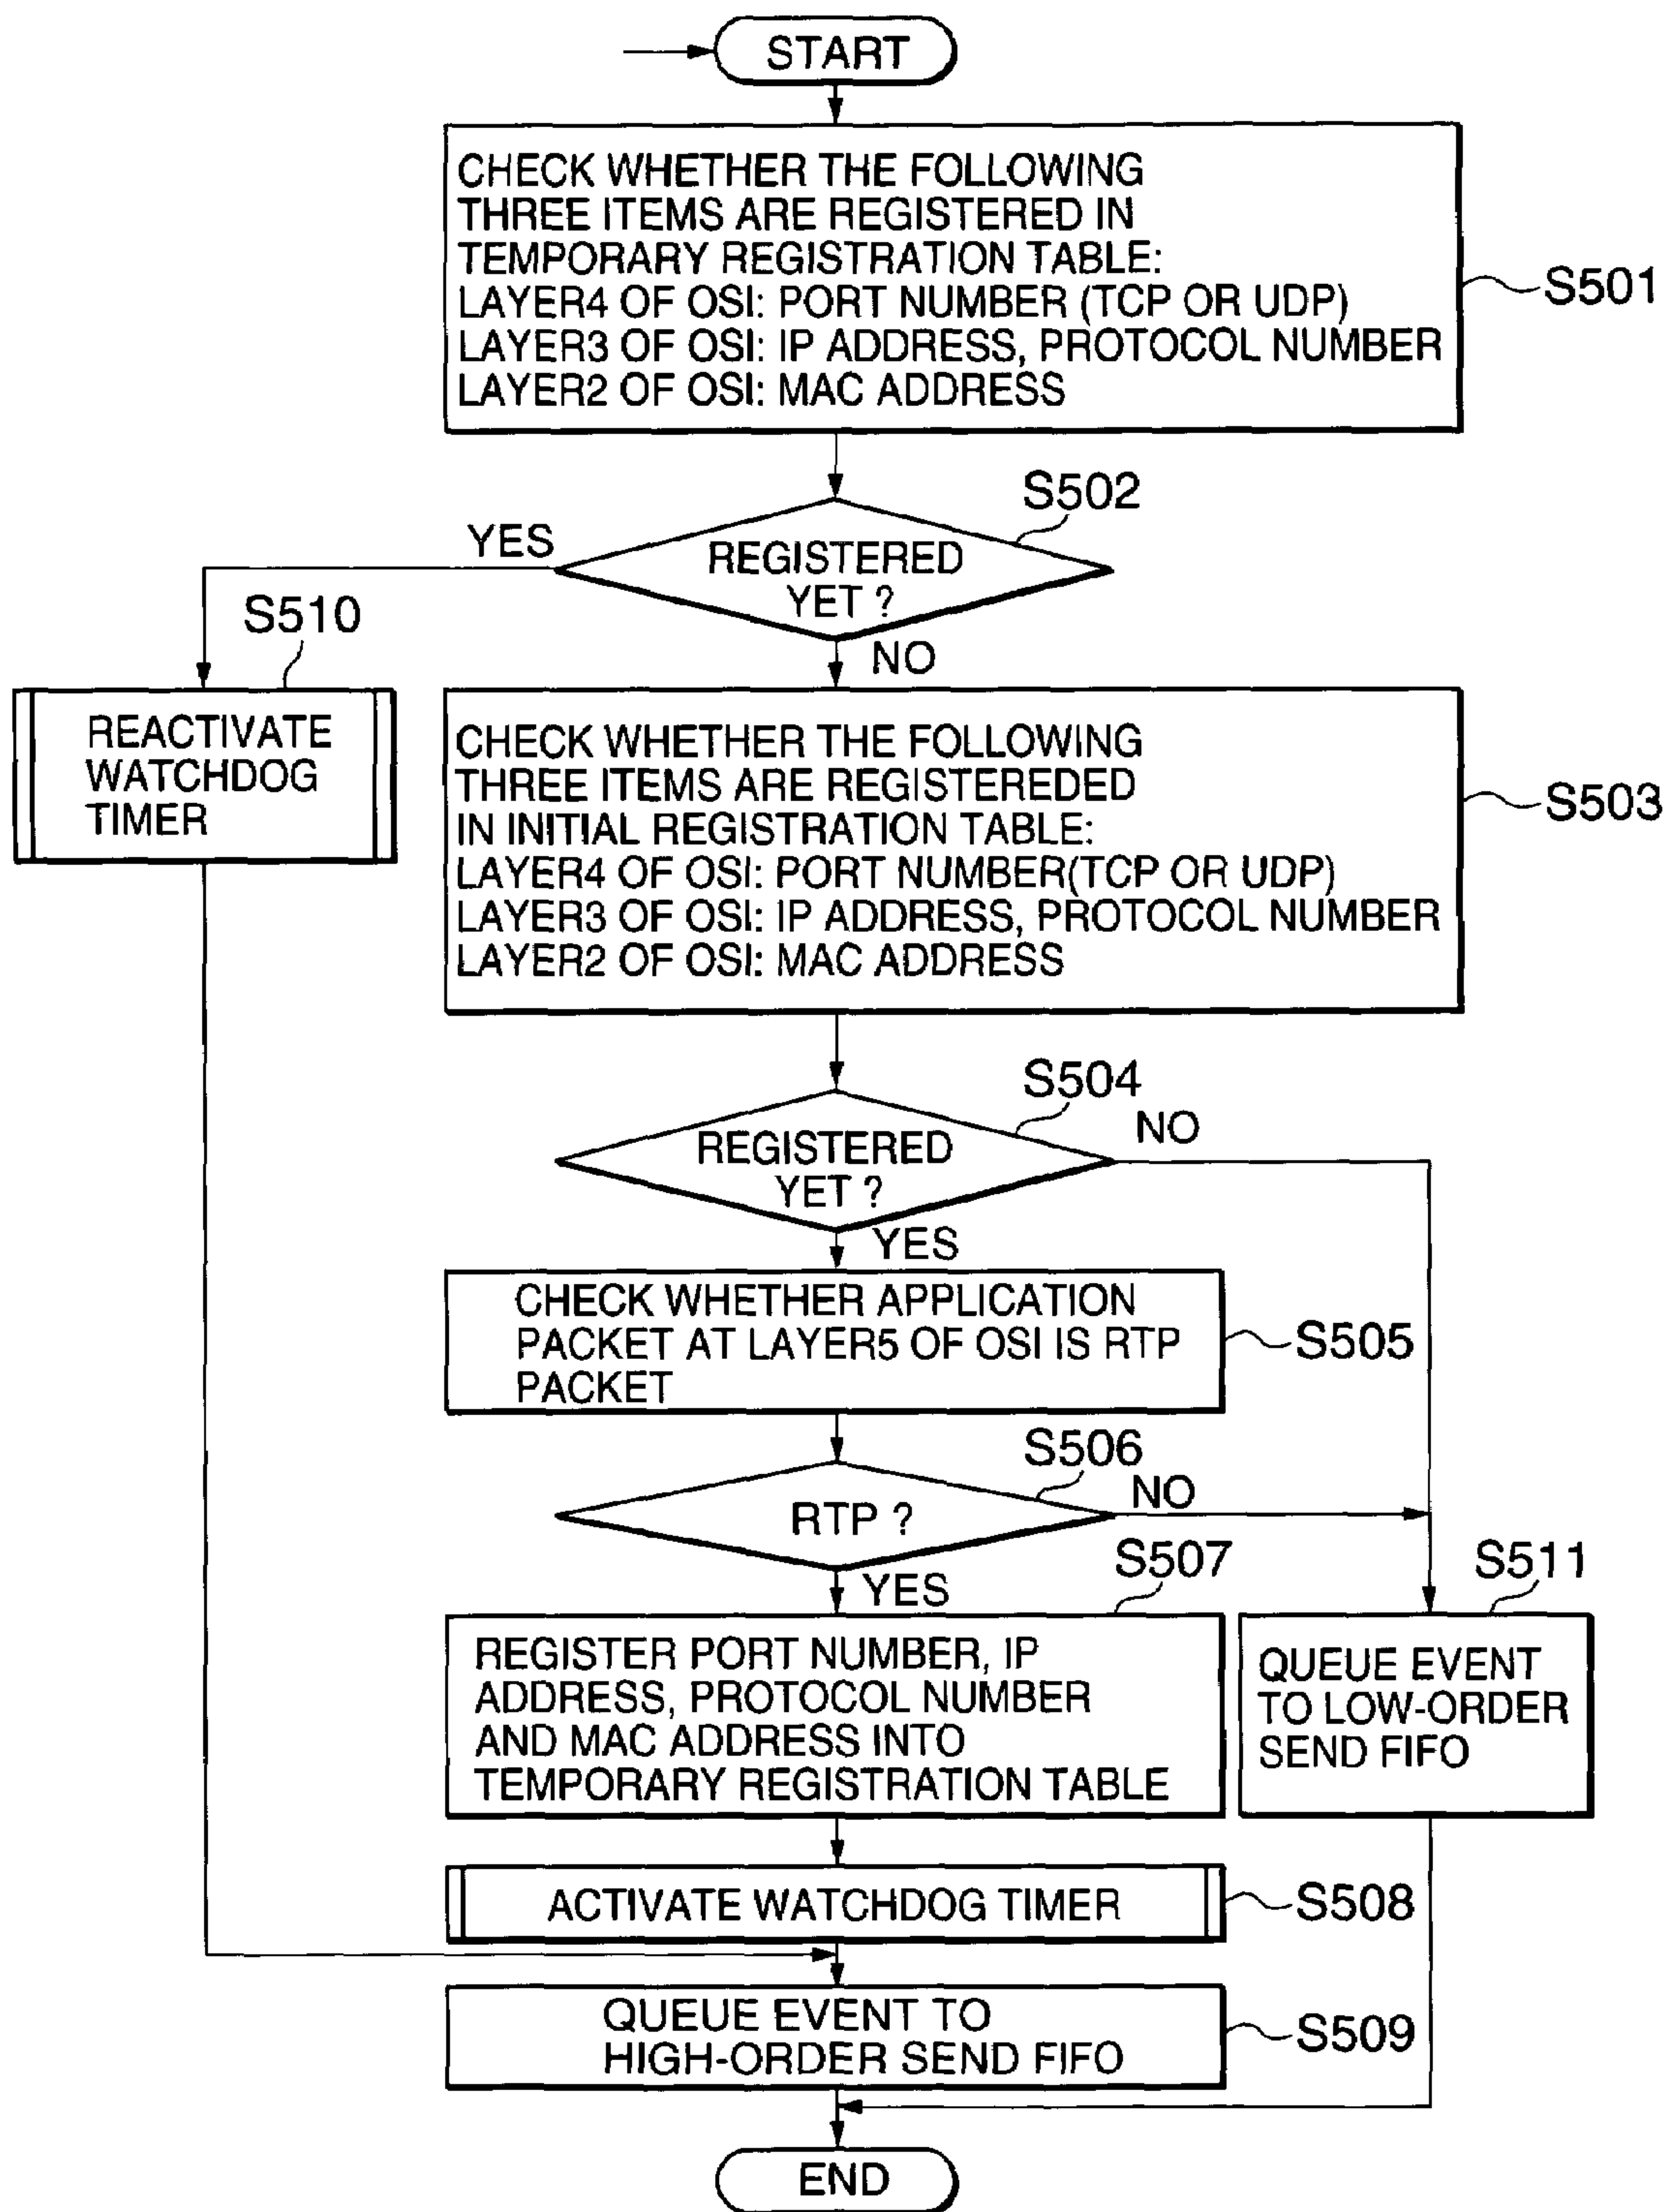 START
CHECK WHETHER THE FOLLOWING
THREE ITEMS ARE REGISTERED IN
TEMPORARY REGISTRATION TABLE:
LAYER4 OF OSI: PORT NUMBER (TCP OR UDP)
LAYER3 OF OSI: IP ADDRESS, PROTOCOL NUMBER
LAYER2 OF OSI: MAC ADDRESS
S501
S502
YES
REGISTERED
YET ?
NO
S510
REACTIVATE
WATCHDOG
TIMER
CHECK WHETHER THE FOLLOWING
THREE ITEMS ARE REGISTEREDED
IN INITIAL REGISTRATION TABLE:
LAYER4 OF OSI: PORT NUMBER(TCP OR UDP)
LAYER3 OF OSI: IP ADDRESS, PROTOCOL NUMBER
LAYER2 OF OSI: MAC ADDRESS
S503
S504
NO
REGISTERED
YET ?
YES
CHECK WHETHER APPLICATION
PACKET AT LAYER5 OF OSI IS RTP
PACKET
S505
S506
NO
RTP ?
YES
S507
REGISTER PORT NUMBER, IP
ADDRESS, PROTOCOL NUMBER
AND MAC ADDRESS INTO
TEMPORARY REGISTRATION TABLE
S511
QUEUE EVENT
TO LOW-ORDER
SEND FIFO
ACTIVATE WATCHDOG TIMER
S508
QUEUE EVENT TO
HIGH-ORDER SEND FIFO
S509
END